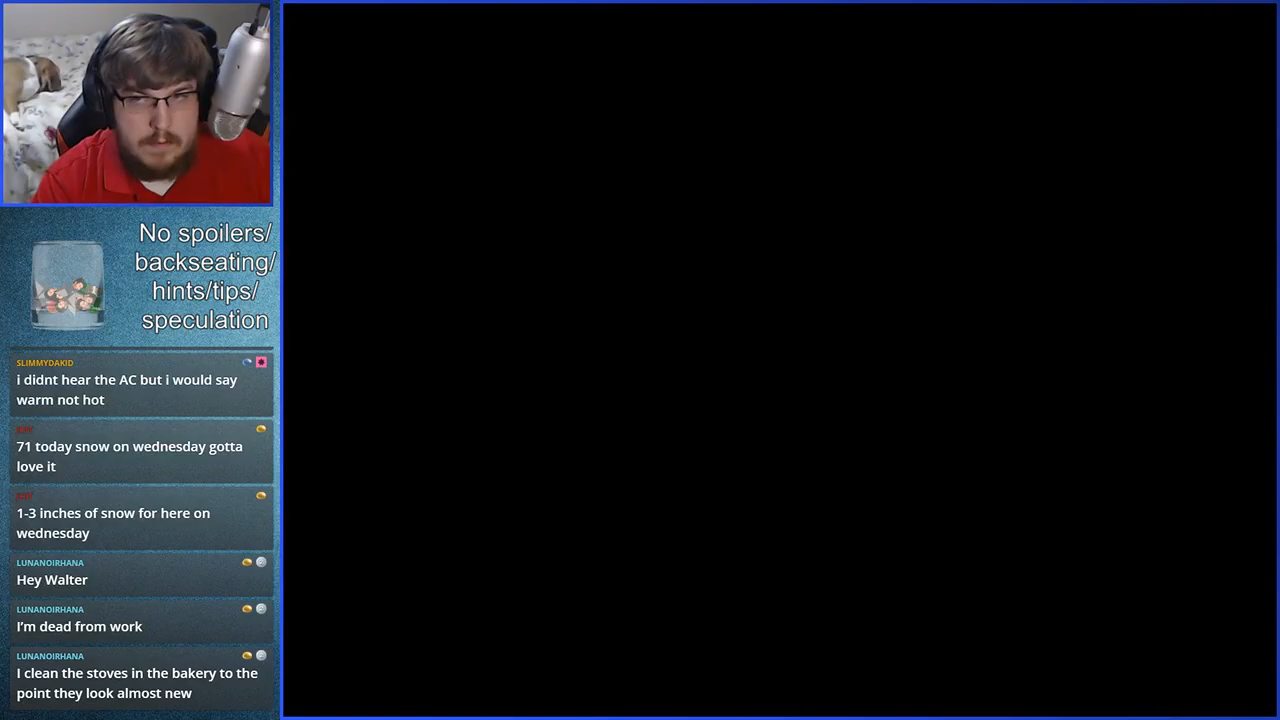 No spoilers/
backseating/
hints/tips/
speculation
SLIMMYDAKID
i didnt hear the AC but i would say
warm not hot
71 today snow on wednesday gotta
love it
1-3 inches of snow for here on
wednesday
LUNANOIRHANA
Hey Walter
LUNANOIRHANA
I’m dead from work
LUNANOIRHANA
I clean the stoves in the bakery to the
point they look almost new